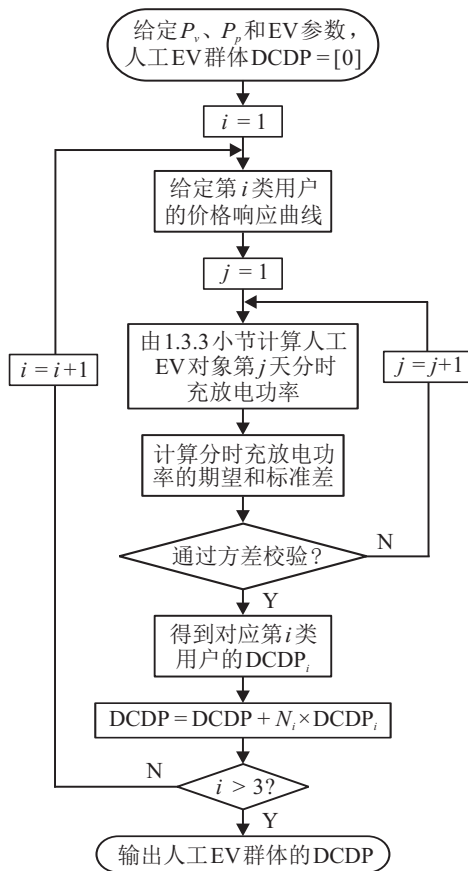 给定Pv、Pp和EV参数，
人工EV群体DCDP=[0]
i=1
给定第i类用户
的价格响应曲线
j=1
由1.3.3小节计算人工
EV对象第j天分时
充放电功率
i=i+1
j=j+1
计算分时充放电功
率的期望和标准差
通过方差校验?
N
Y
得到对应第i类
用户的DCDPi
DCDP=DCDP+Ni×DCDPi
N
i>3?
Y
输出人工EV群体的DCDP